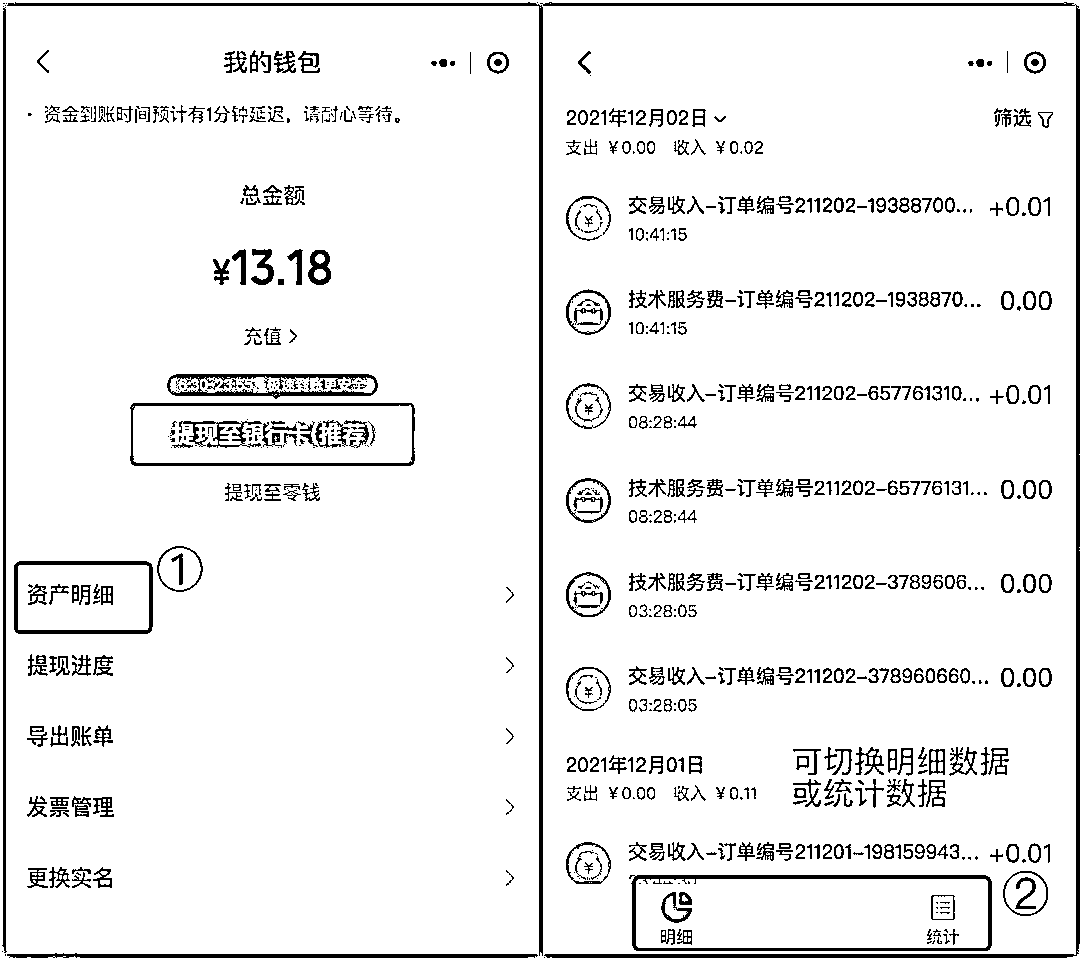 我的钱包
· 资金到账时间预计有1分钟延迟，请耐心等待。
总金额
¥13.18
充值 >
提现至银行卡(推荐)
提现至零钱
资产明细
①
提现进度
导出账单
发票管理
更换实名
2021年12月02日
筛选
支出 ¥0.00 收入 ¥0.02
交易收入-订单编号211202-19388700... +0.01
10:41:15
技术服务费-订单编号211202-1938870... 0.00
10:41:15
交易收入-订单编号211202-657761310... +0.01
08:28:44
技术服务费-订单编号211202-65776131... 0.00
08:28:44
技术服务费-订单编号211202-3789606... 0.00
03:28:05
交易收入-订单编号211202-378960660... 0.00
03:28:05
2021年12月01日
支出 ¥0.00 收入 ¥0.11
可切换明细数据
或统计数据
交易收入-订单编号211201-198159943... +0.01
②
明细
统计